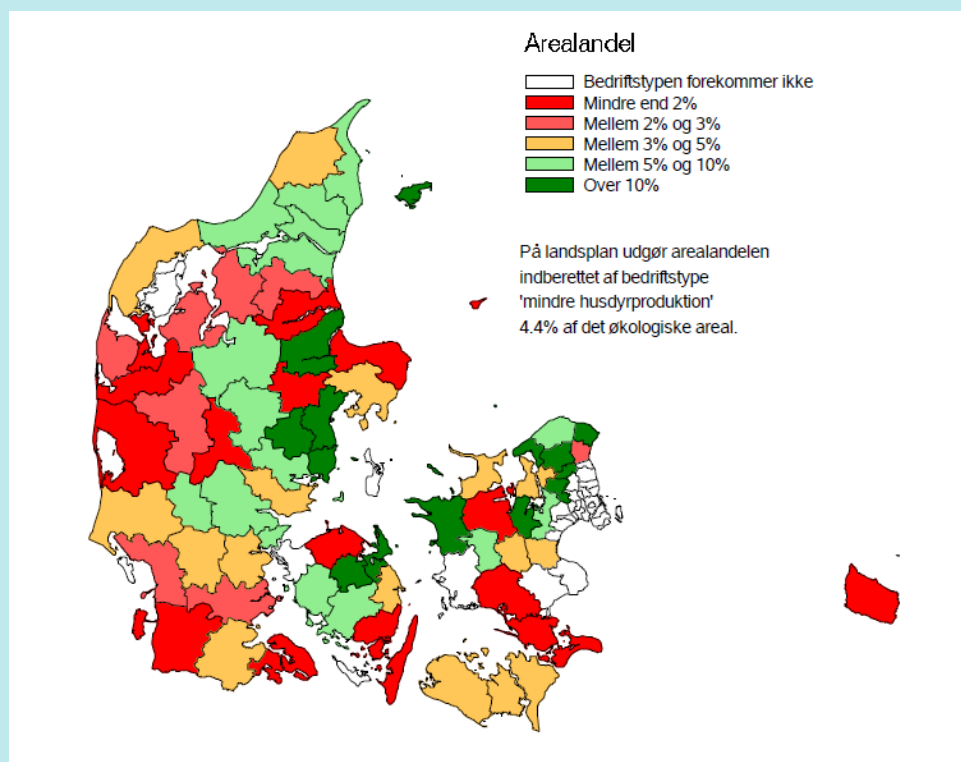 Arealandel
Bedriftstypen forekommer ikke
Mindre end 2%
Mellem 2% og 3%
Mellem 3% og 5%
Mellem 5% og 10%
Over 10%
På landsplan udgør arealandelen
indberettet af bedriftstype
'mindre husdyrproduktion'
4.4% af det økologiske areal.